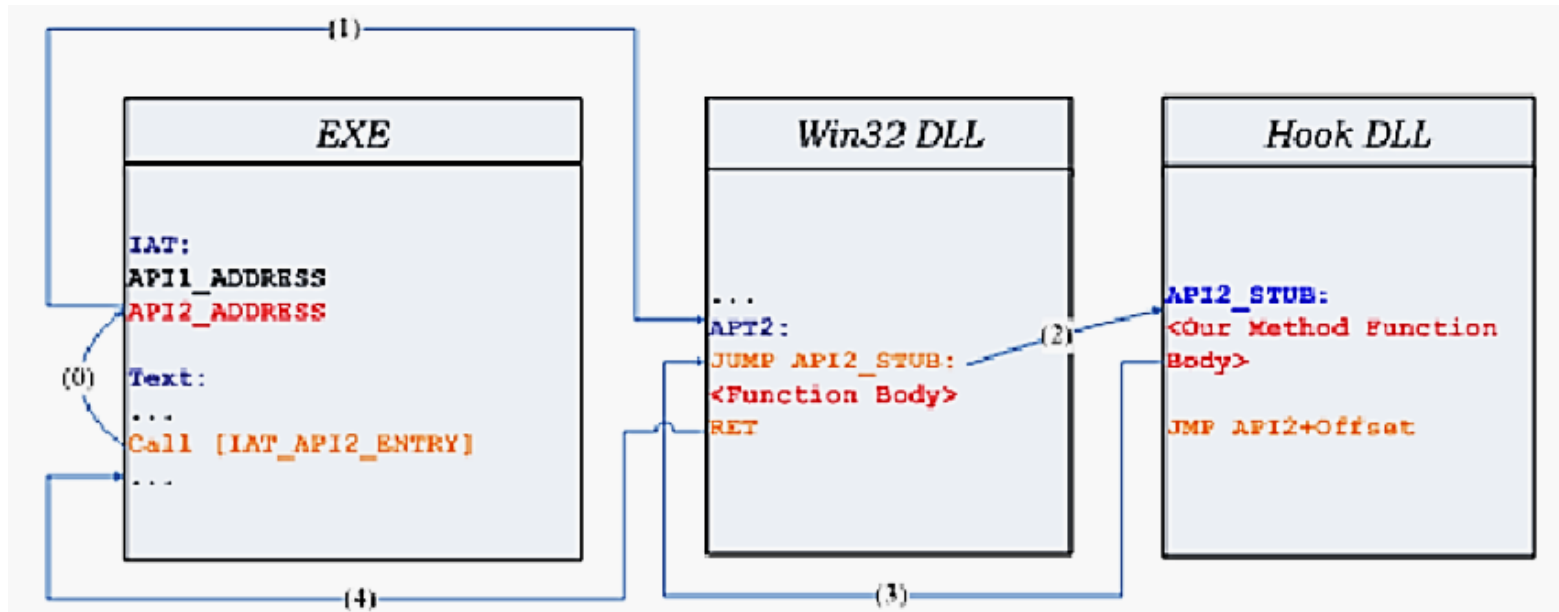 (1)
EXE
IAT:
API1_ADDRESS
API2_ADDRESS
(0)
Text:
...
Call [IAT_API2_ENTRY]
...
Win32 DLL
...
APT2:
JUMP API2_STUB:
<Function Body>
RET
(2)
Hook DLL
API2_STUB:
<Our Method Function
Body>
JMP API2+Offset
(3)
(4)